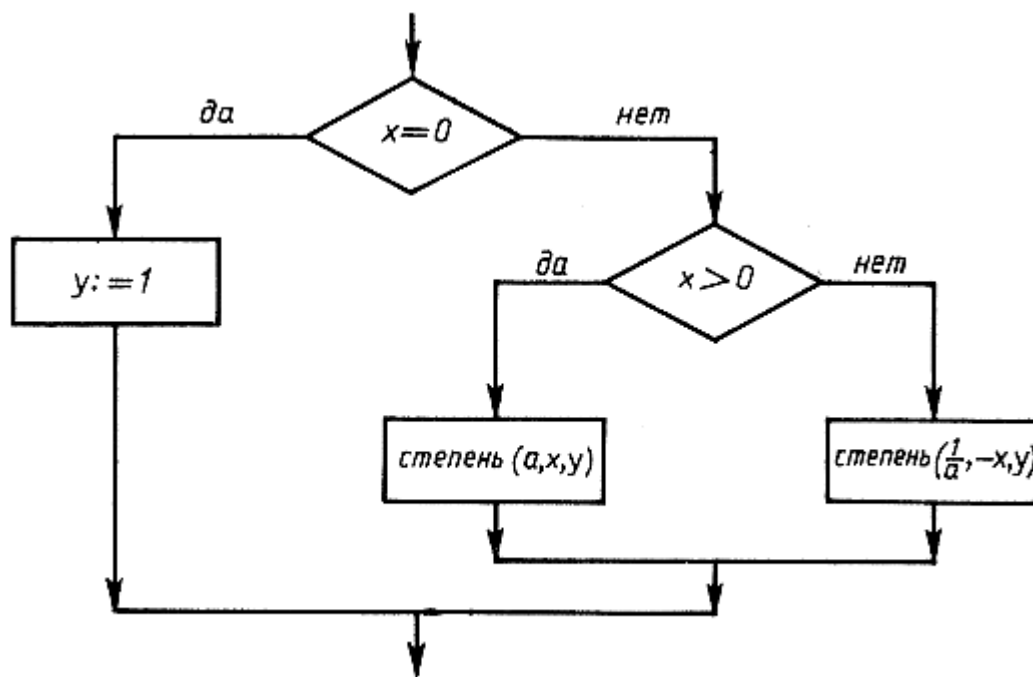 да
x=0
нет
y:=1
да
x>0
нет
степень (a,x,y)
степень(1/a,-x,y)